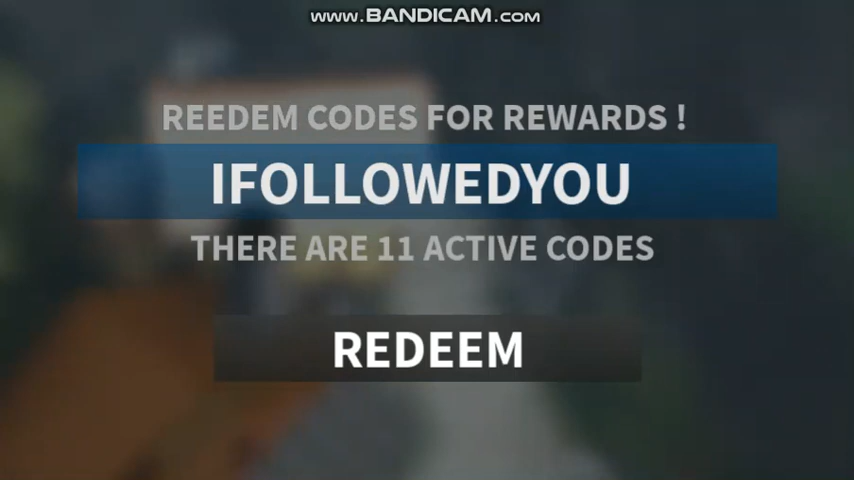 www.BANDICAM.com
REEDEM CODES FOR REWARDS !
IFOLLOWEDYOU
THERE ARE 11 ACTIVE CODES
REDEEM